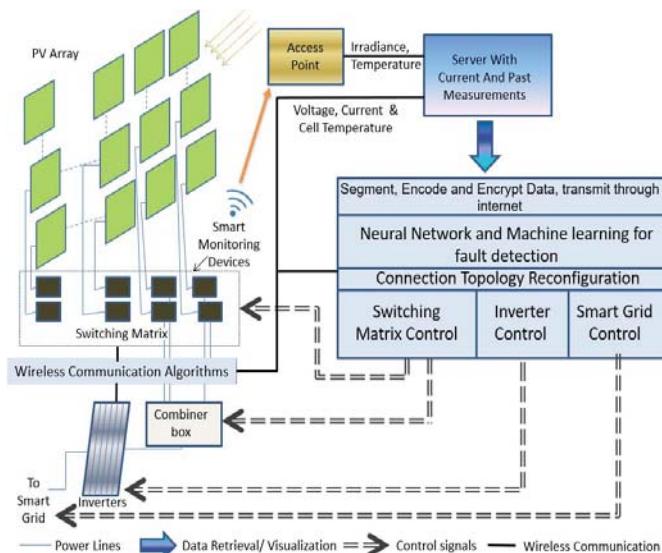 PV Array
Access
Point
Irradiance,
Temperature
Server With
Current And Past
Measurements
Voltage, Current &
Cell Temperature
Smart
Monitoring
Devices
Segment, Encode and Encrypt Data, transmit through
internet
Neural Network and Machine learning for
fault detection
Connection Topology Reconfiguration
Switching
Matrix Control
Inverter
Control
Smart Grid
Control
Switching Matrix
Wireless Communication Algorithms
Combiner
box
To
Smart
Grid
Inverters
Power Lines
Data Retrieval/ Visualization
Control signals
Wireless Communication